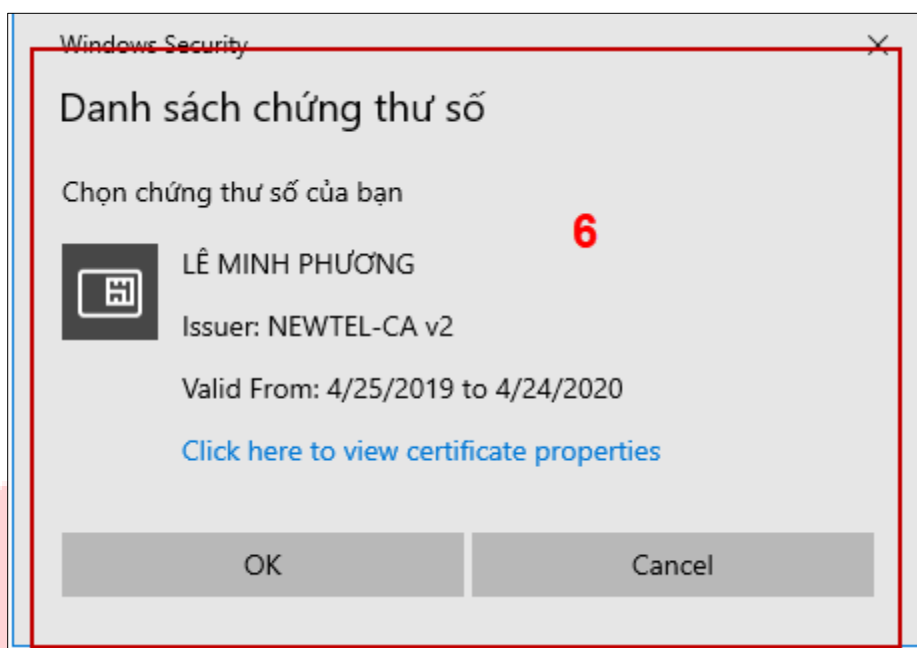 Windows Security
Danh sách chứng thư số
Chọn chứng thư số của bạn
6
LÊ MINH PHƯƠNG
Issuer: NEWTEL-CA v2
Valid From: 4/25/2019 to 4/24/2020
Click here to view certificate properties
OK
Cancel